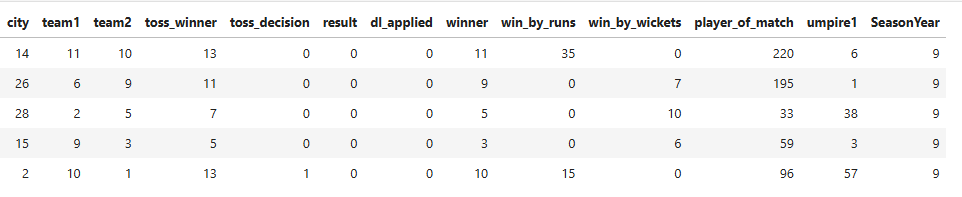 city team1 team2 toss_winner toss_decision result dl_applied winner win_by_runs win_by_wickets player_of_match umpire1 SeasonYear
14 11 10 13 0 0 0 11 35 0 220 6 9
26 6 9 11 0 0 0 9 0 7 195 1 9
28 2 5 7 0 0 0 5 0 10 33 38 9
15 9 3 5 0 0 0 3 0 6 59 3 9
2 10 1 13 1 0 0 10 15 0 96 57 9